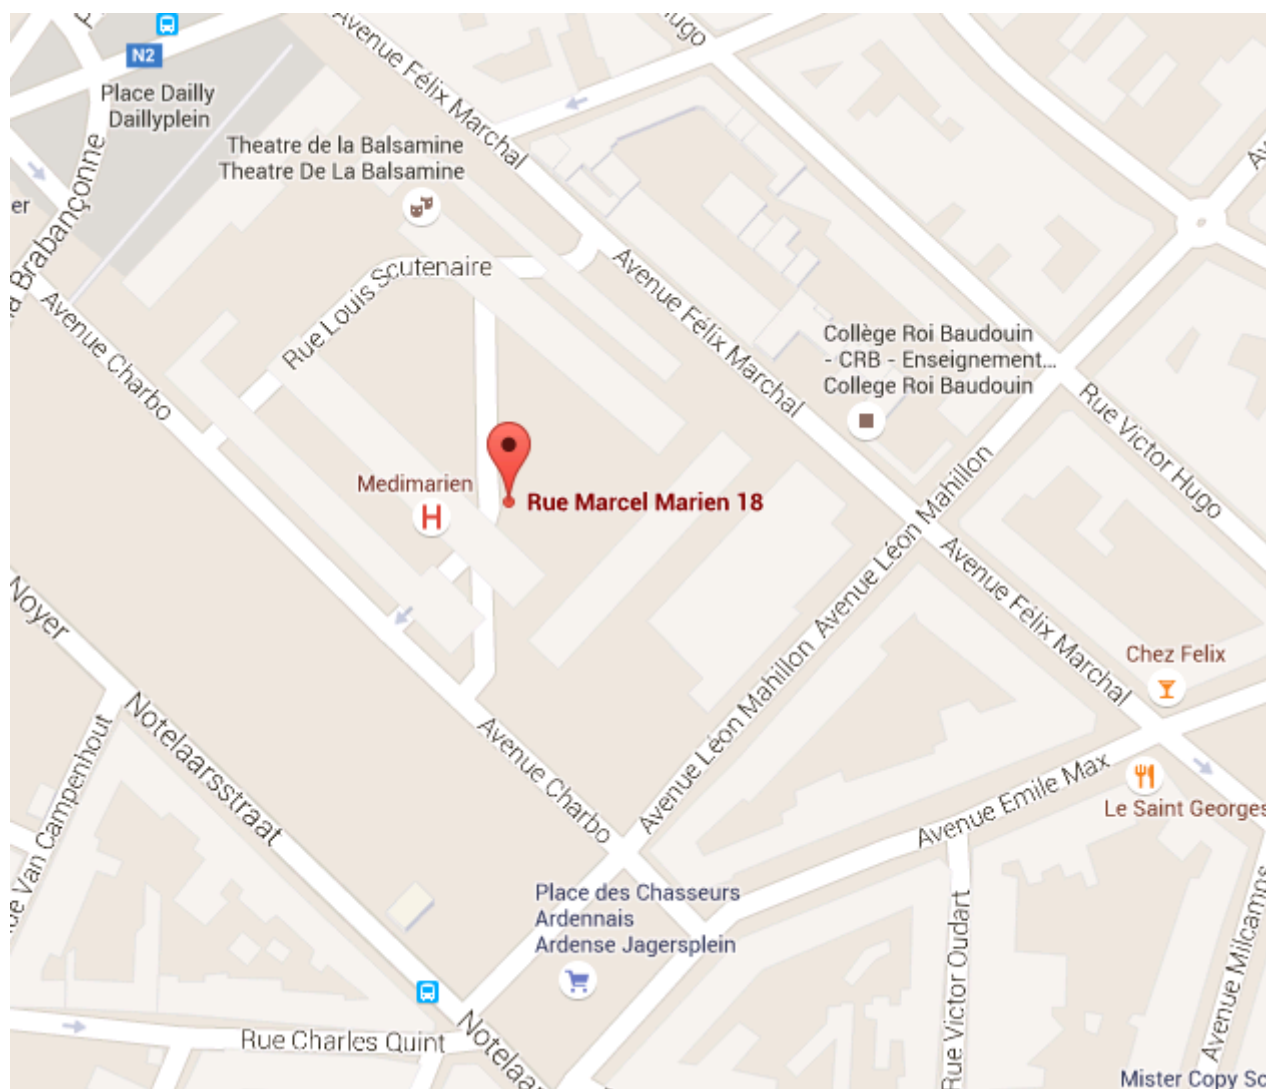 N2
Place Dailly
Daillyplein
Avenue Félix Marchal
Hugo
Theatre de la Balsamine
Theatre De La Balsamine
Brabançonne
er
Rue Louis Scutenaire
Avenue Félix Marchal
Avenue Charbo
Collège Roi Baudouin
- CRB - Enseignement...
College Roi Baudouin
Rue Victor Hugo
Medimarien
H
Rue Marcel Marien 18
Avenue Léon Mahillon
Avenue Félix Marchal
Noyer
Chez Felix
Notelaarsstraat
Avenue Léon Mahillon
Avenue Charbo
Avenue Emile Max
Le Saint Georges
Van Campenhout
Place des Chasseurs
Ardennais
Ardense Jagersplein
Rue Victor Oudart
Avenue Milcamps
Rue Charles Quint
Notelaa
Mister Copy